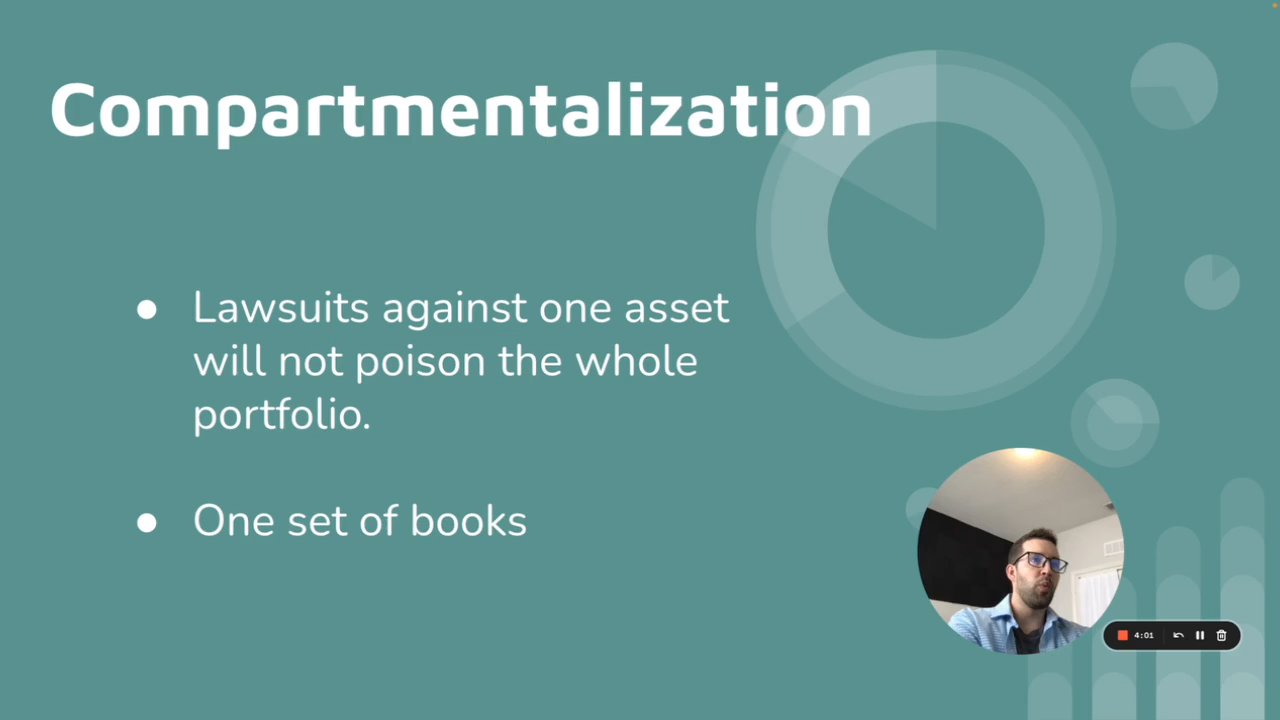 Compartmentalization
● Lawsuits against one asset
will not poison the whole
portfolio.
● One set of books
4:01